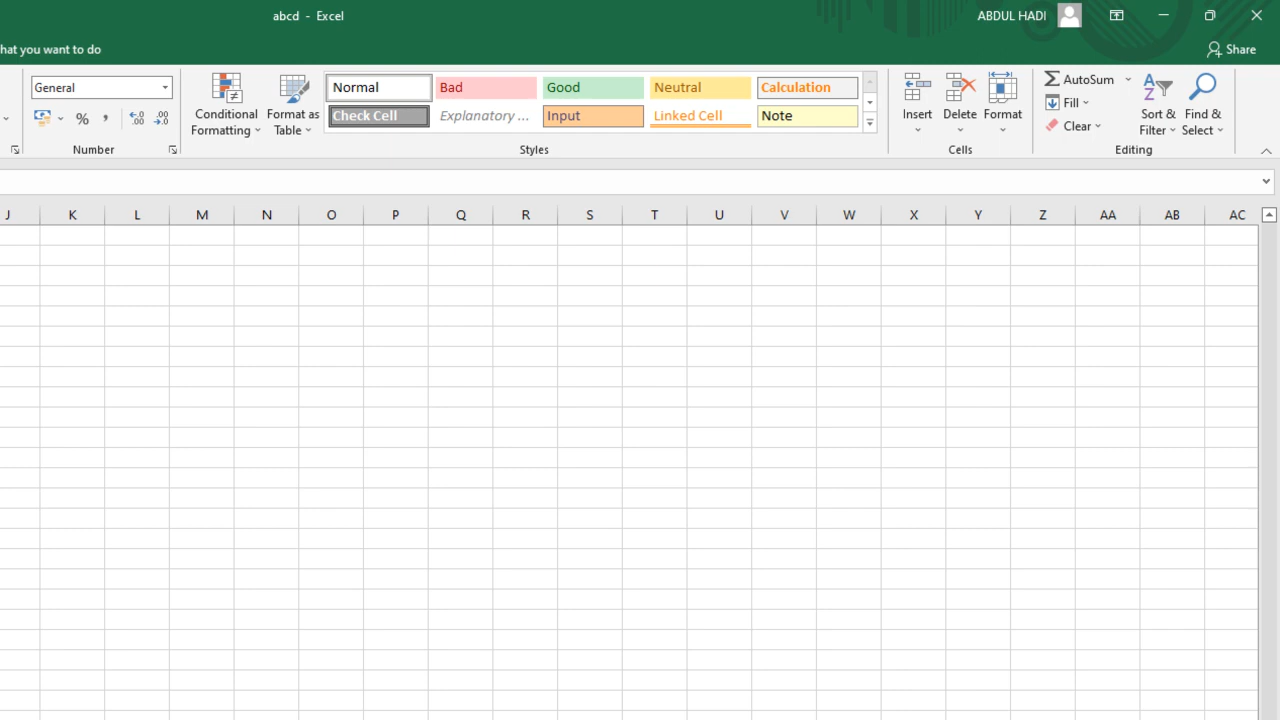 abcd - Excel
ABDUL HADI
hat you want to do
Share
General
%
,
Number
Conditional
Formatting
Format as
Table
Normal
Bad
Good
Neutral
Calculation
Check Cell
Explanatory ...
Input
Linked Cell
Note
Styles
Insert
Delete
Format
Cells
AutoSum
Fill
Clear
Sort &
Filter
Find &
Select
Editing
J K L M N O P Q R S T U V W X Y Z AA AB AC